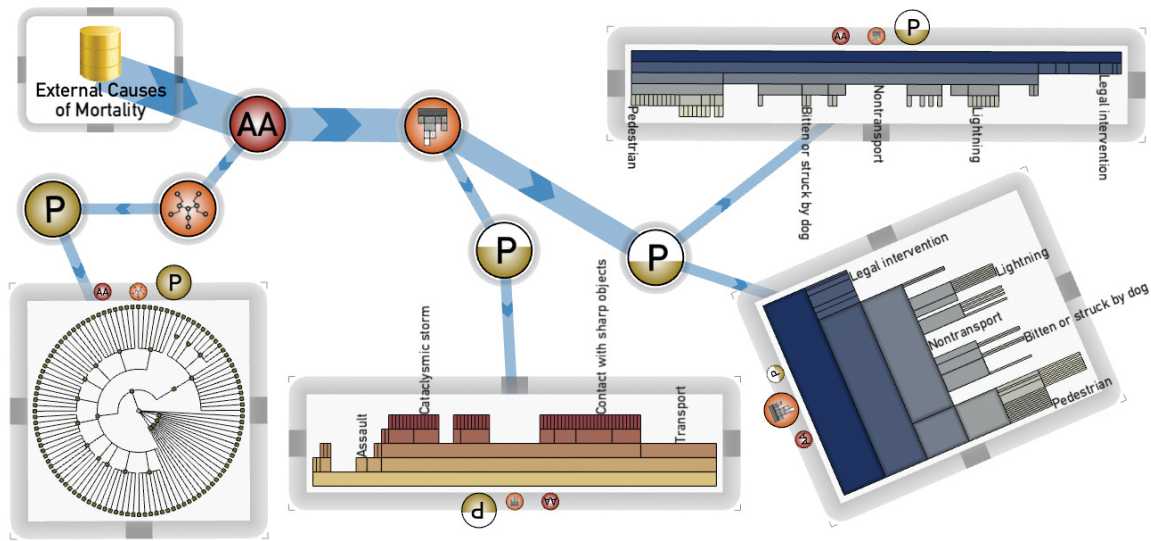 External Causes
of Mortality
AA
P
P
P
AA
P
AA
P
Pedestrian
Bitten or struck by dog
Nontransport
Lightning
Legal intervention
P
AA
Legal intervention
Lightning
Nontransport
Bitten or struck by dog
Pedestrian
Assault
Cataclysmic storm
Contact with sharp objects
Transport
P
AA